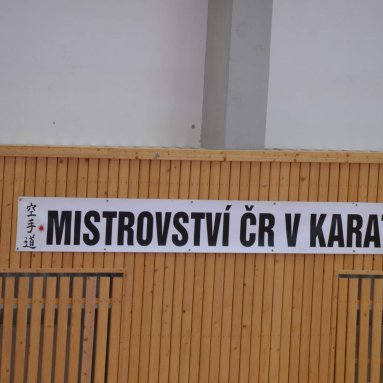 空手道
MISTROVSTVÍ ČR V KARAT